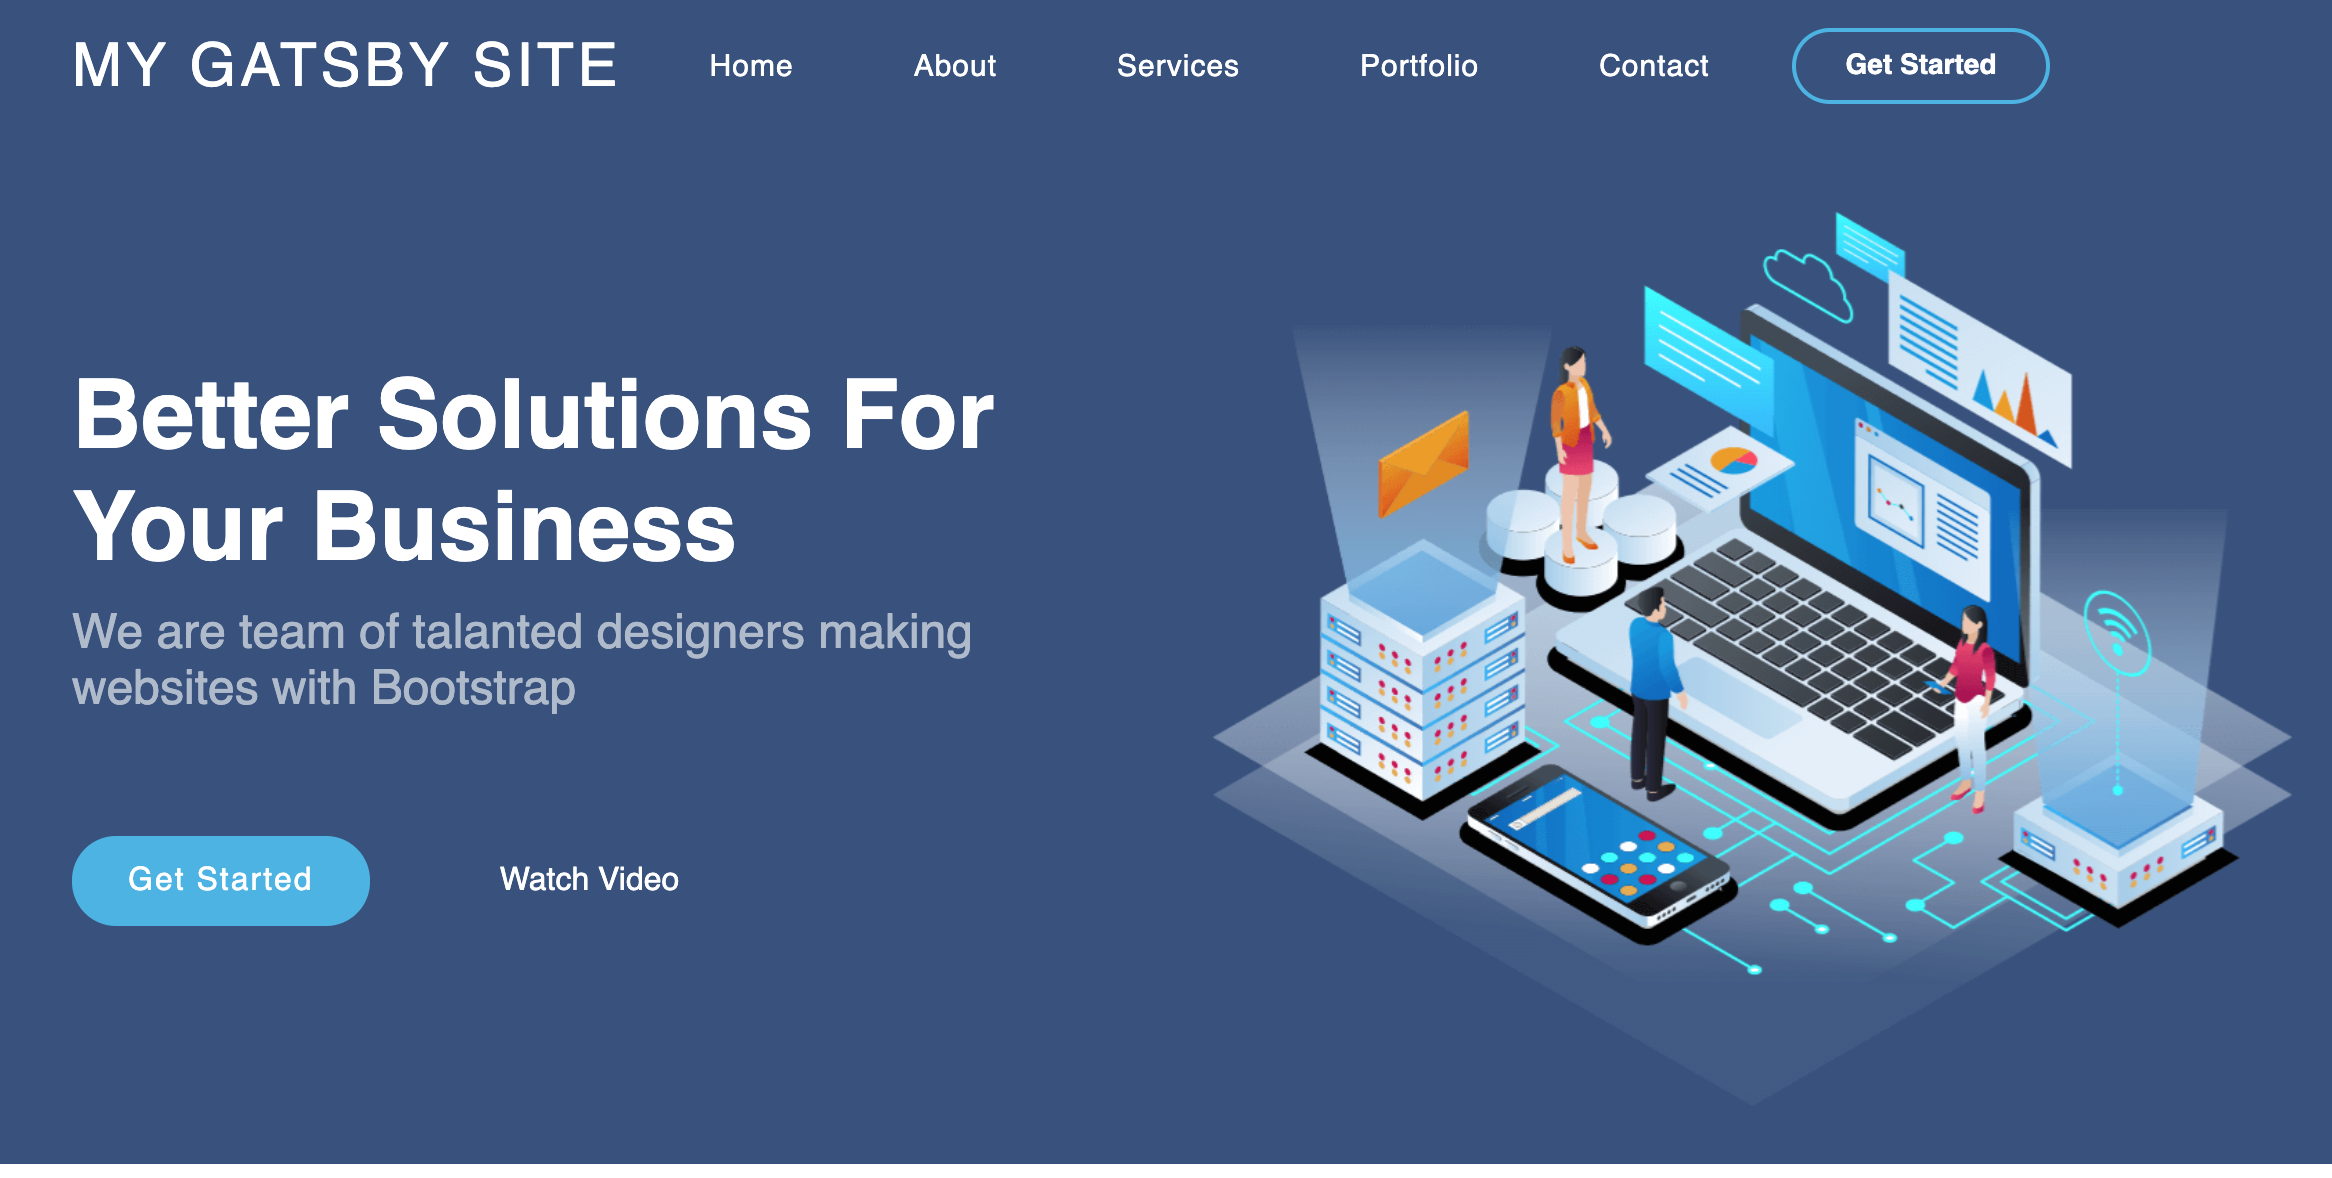 MY GATSBY SITE
Home
About
Services
Portfolio
Contact
Get Started
Better Solutions For
Your Business
We are team of talanted designers making
websites with Bootstrap
Get Started
Watch Video